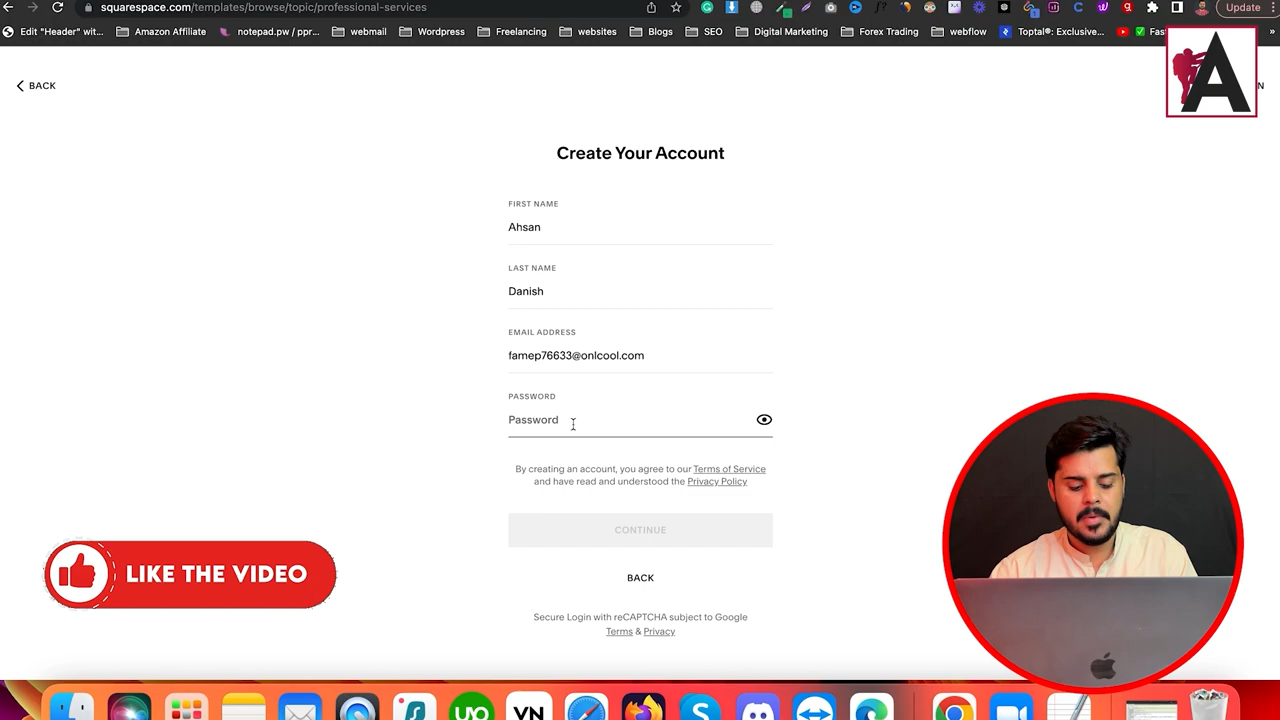 squarespace.com/templates/browse/topic/professional-services
Update
Edit "Header" wit...
Amazon Affiliate
notepad.pw / ppr...
webmail
Wordpress
Freelancing
websites
Blogs
SEO
Digital Marketing
Forex Trading
webflow
Toptal®: Exclusive...
BACK
A
N
Create Your Account
FIRST NAME
Ahsan
LAST NAME
Danish
EMAIL ADDRESS
famep76633@onlcool.com
PASSWORD
Password
By creating an account, you agree to our Terms of Service
and have read and understood the Privacy Policy
CONTINUE
LIKE THE VIDEO
BACK
Secure Login with reCAPTCHA subject to Google
Terms & Privacy
UO
VN